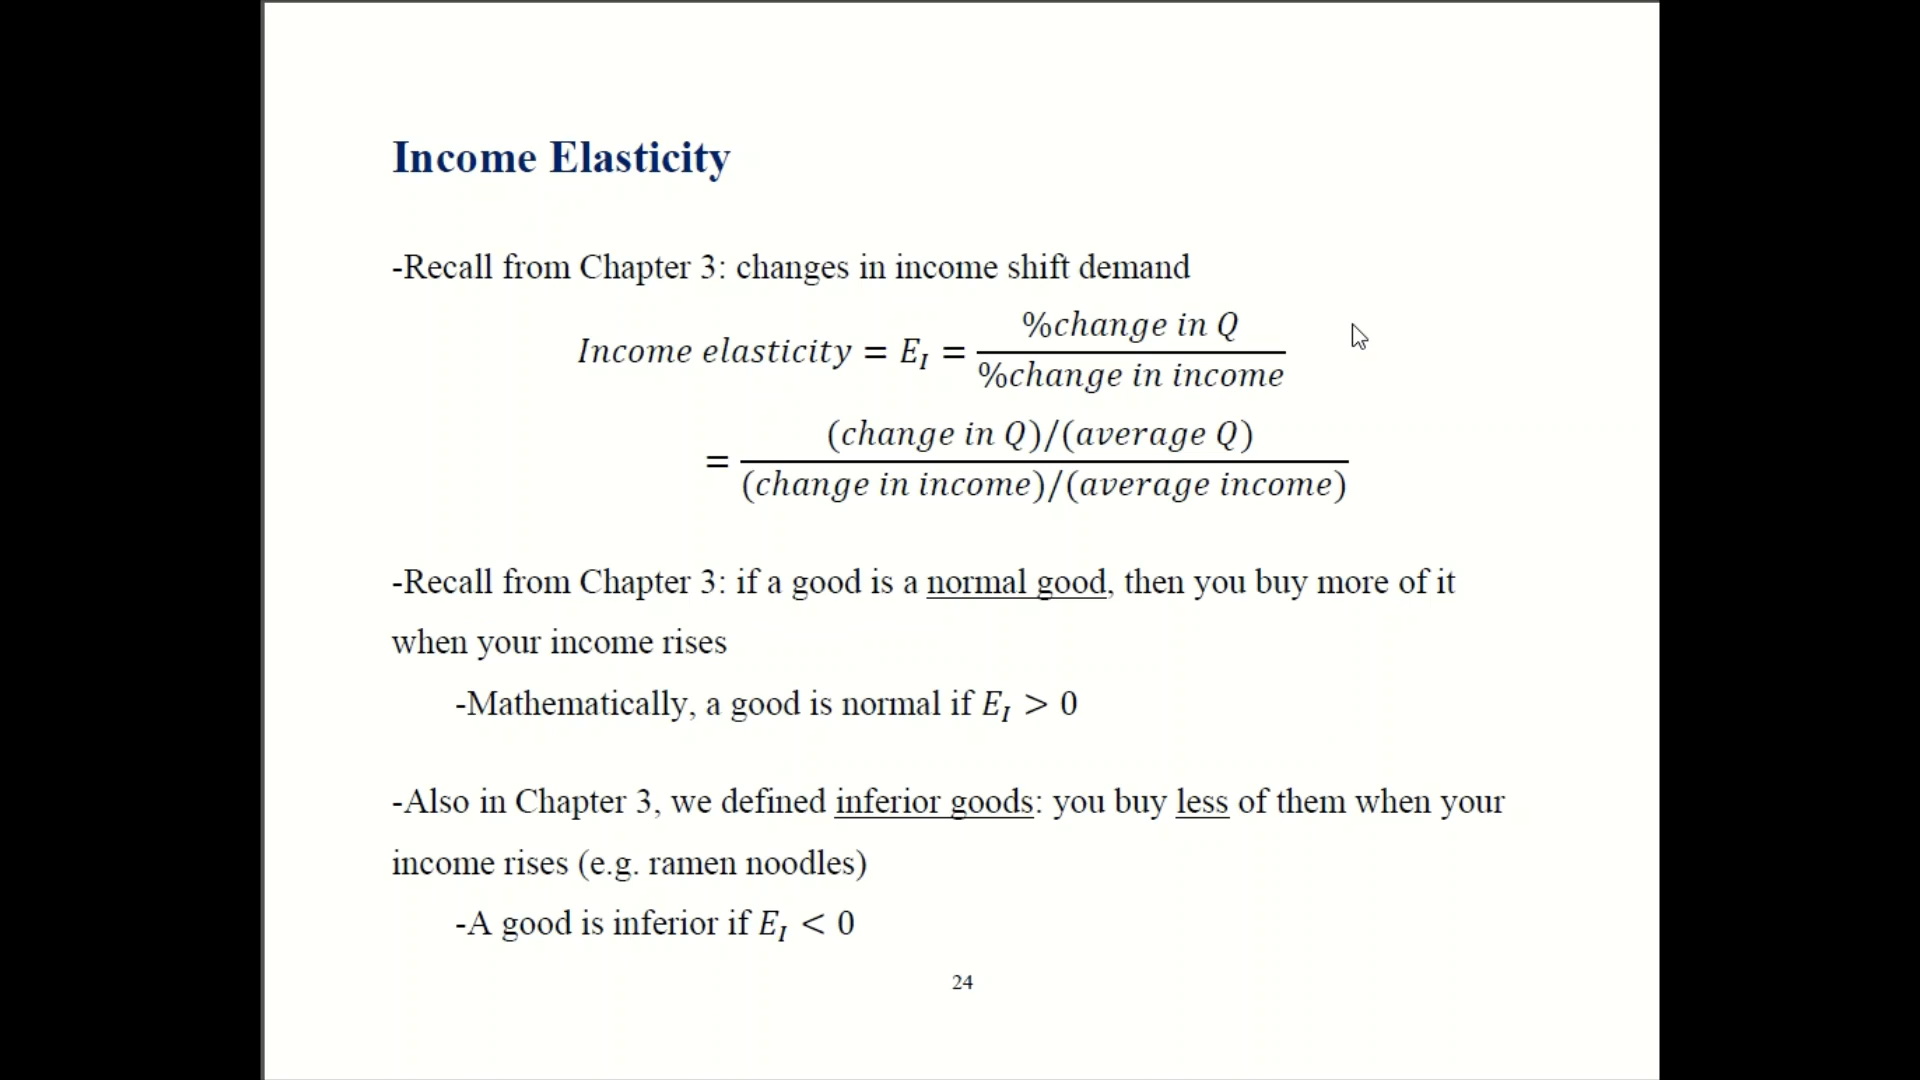 Income Elasticity
-Recall from Chapter 3: changes in income shift demand
Income elasticity = E_I = %change in Q / %change in income
= (change in Q)/(average Q) / (change in income)/(average income)
-Recall from Chapter 3: if a good is a normal good, then you buy more of it
when your income rises
-Mathematically, a good is normal if E_I > 0
-Also in Chapter 3, we defined inferior goods: you buy less of them when your
income rises (e.g. ramen noodles)
-A good is inferior if E_I < 0
24